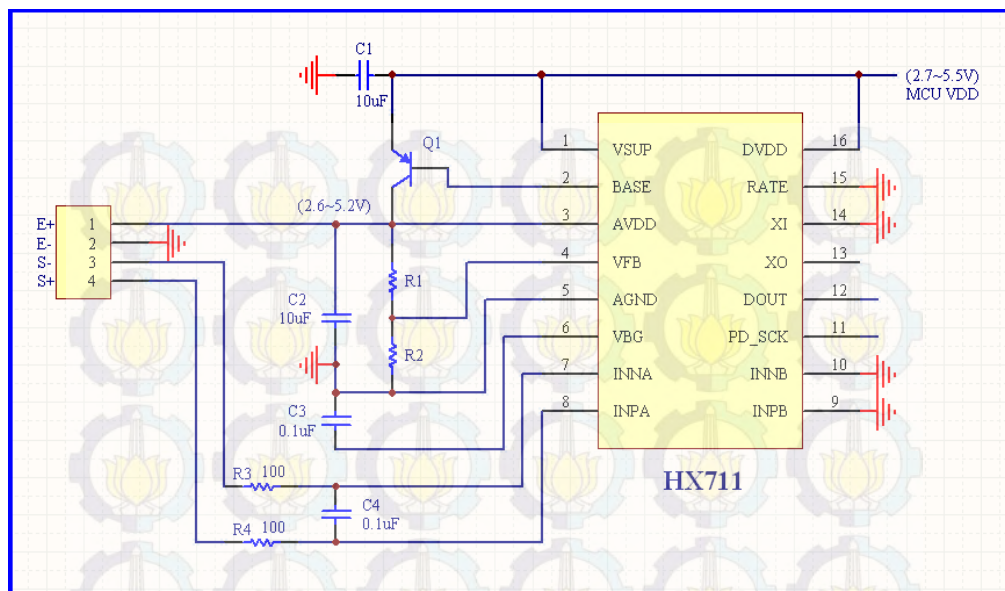 C1
10uF
(2.7~5.5V)
MCU VDD
Q1
1 VSUP DVDD 16
2 BASE RATE 15
(2.6~5.2V)
E+ 1
3 AVDD XI 14
E- 2
S- 3
4 VFB XO 13
S+ 4
R1
C2
10uF
5 AGND DOUT 12
6 VBG PD_SCK 11
R2
7 INNA INNB 10
8 INPA INPB 9
C3
0.1uF
HX711
R3 100
C4
0.1uF
R4 100